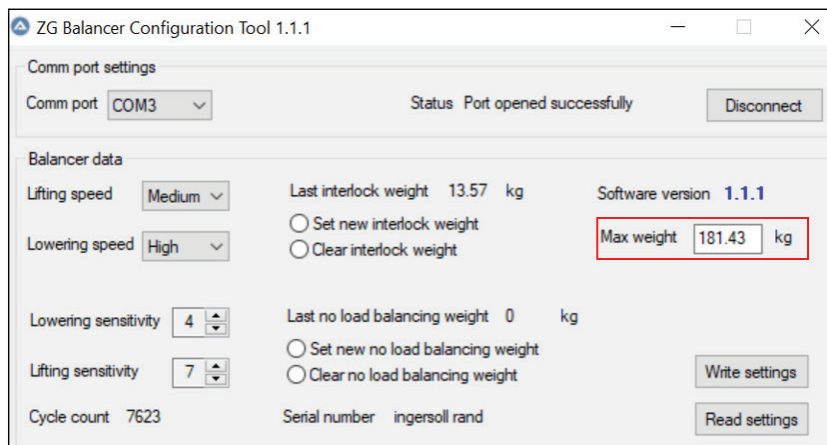 ZG Balancer Configuration Tool 1.1.1
Comm port settings
Comm port COM3 Status Port opened successfully Disconnect
Balancer data
Lifting speed Medium Last interlock weight 13.57 kg Software version 1.1.1
Set new interlock weight
Lowering speed High Clear interlock weight Max weight 181.43 kg
Lowering sensitivity 4 Last no load balancing weight 0 kg
Set new no load balancing weight
Lifting sensitivity 7 Clear no load balancing weight Write settings
Cycle count 7623 Serial number ingersoll rand Read settings